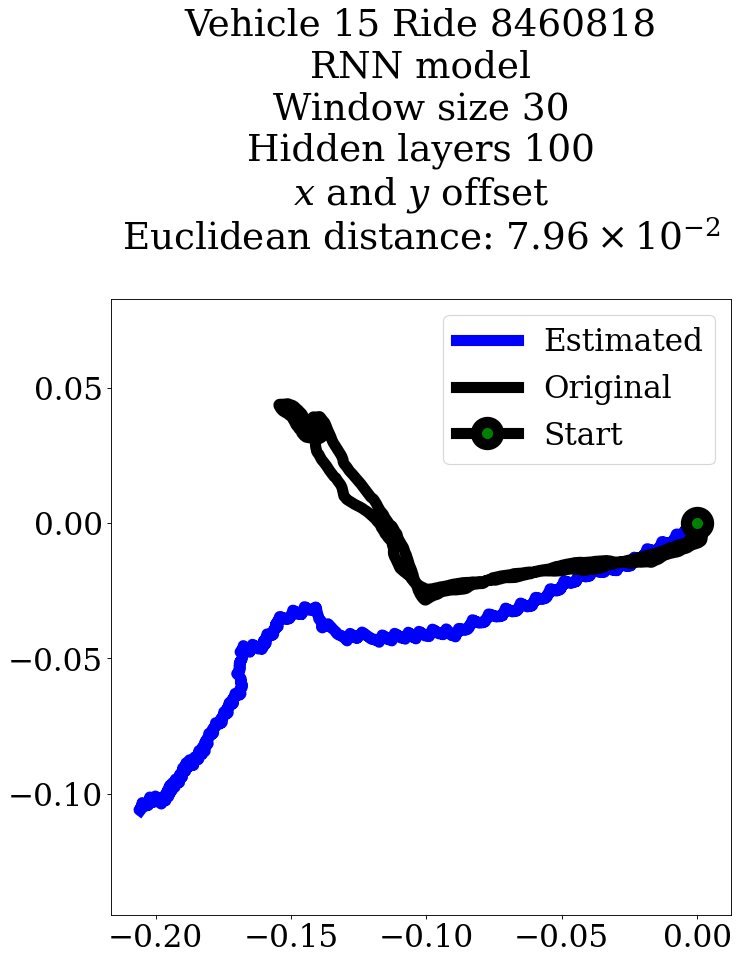 Vehicle 15 Ride 8460818
RNN model
Window size 30
Hidden layers 100
x and y offset
Euclidean distance: 7.96 × 10⁻²
Estimated
Original
Start
0.05
0.00
−0.05
−0.10
−0.20 −0.15 −0.10 −0.05 0.00